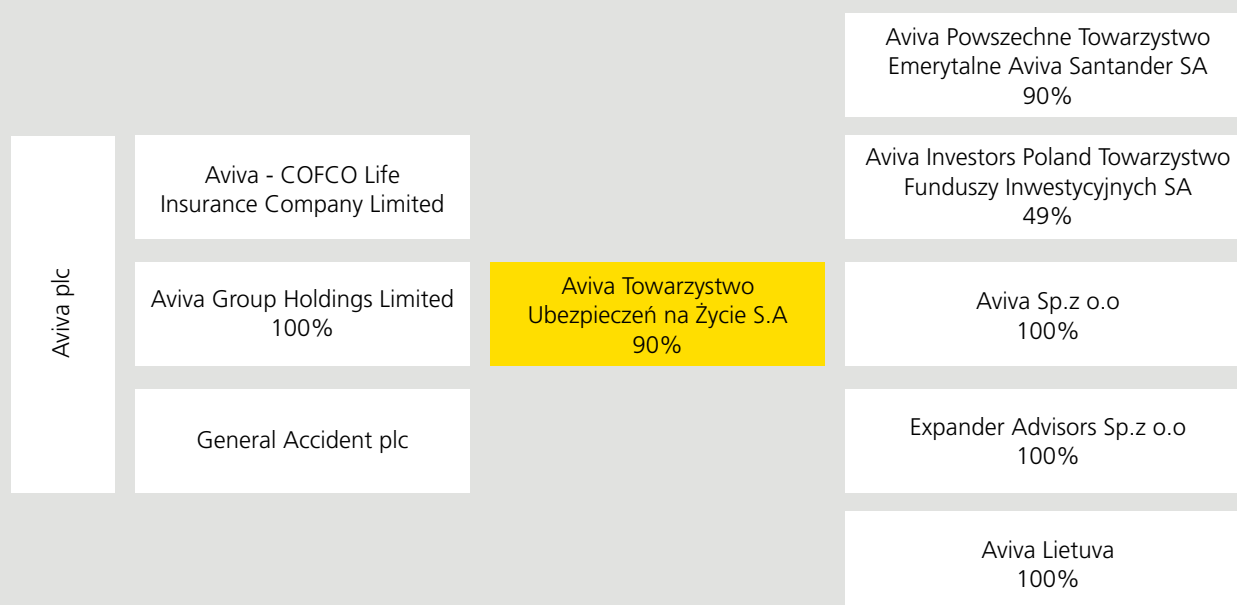 Aviva plc
Aviva - COFCO Life
Insurance Company Limited
Aviva Group Holdings Limited
100%
General Accident plc
Aviva Towarzystwo
Ubezpieczeń na Życie S.A
90%
Aviva Powszechne Towarzystwo
Emerytalne Aviva Santander SA
90%
Aviva Investors Poland Towarzystwo
Funduszy Inwestycyjnych SA
49%
Aviva Sp.z o.o
100%
Expander Advisors Sp.z o.o
100%
Aviva Lietuva
100%